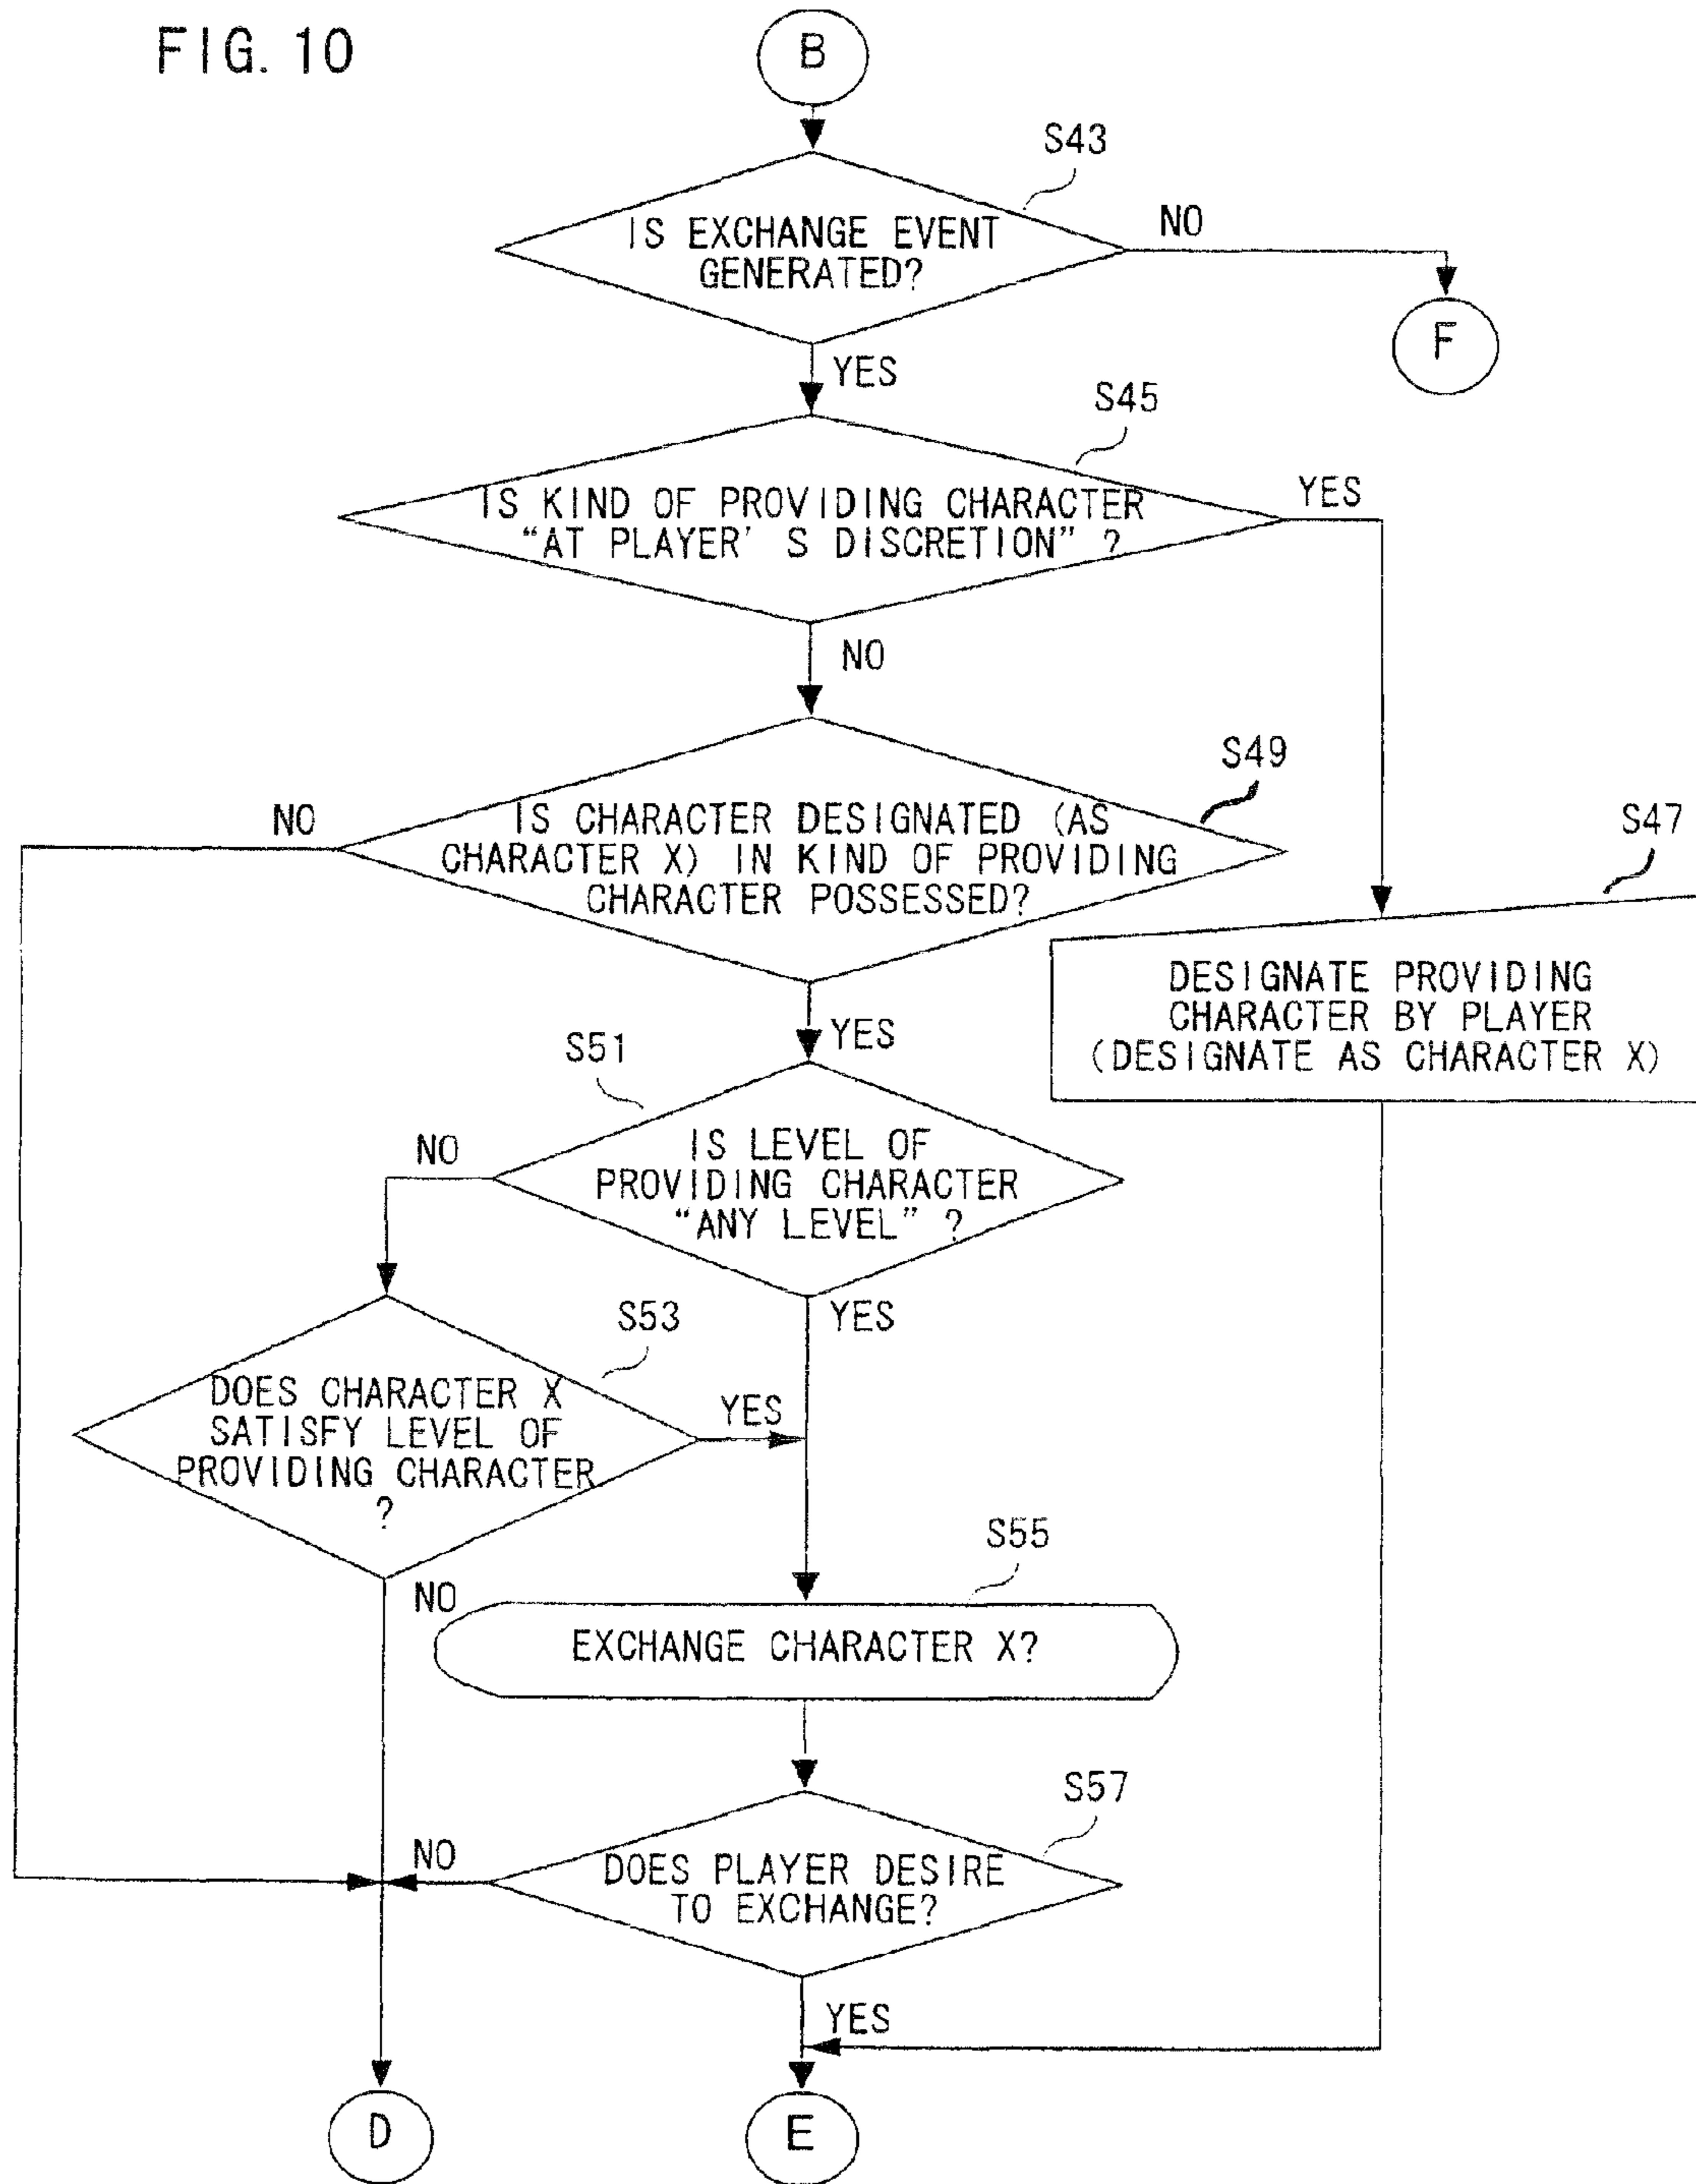 FIG. 10
B
S43
IS EXCHANGE EVENT
GENERATED?
NO
F
YES
S45
IS KIND OF PROVIDING CHARACTER
“AT PLAYER' S DISCRETION” ?
YES
NO
S49
IS CHARACTER DESIGNATED (AS
CHARACTER X) IN KIND OF PROVIDING
CHARACTER POSSESSED?
NO
S47
DESIGNATE PROVIDING
CHARACTER BY PLAYER
(DESIGNATE AS CHARACTER X)
YES
S51
IS LEVEL OF
PROVIDING CHARACTER
“ANY LEVEL” ?
NO
YES
S53
DOES CHARACTER X
SATISFY LEVEL OF
PROVIDING CHARACTER
?
YES
NO
S55
EXCHANGE CHARACTER X?
S57
DOES PLAYER DESIRE
TO EXCHANGE?
NO
YES
D
E